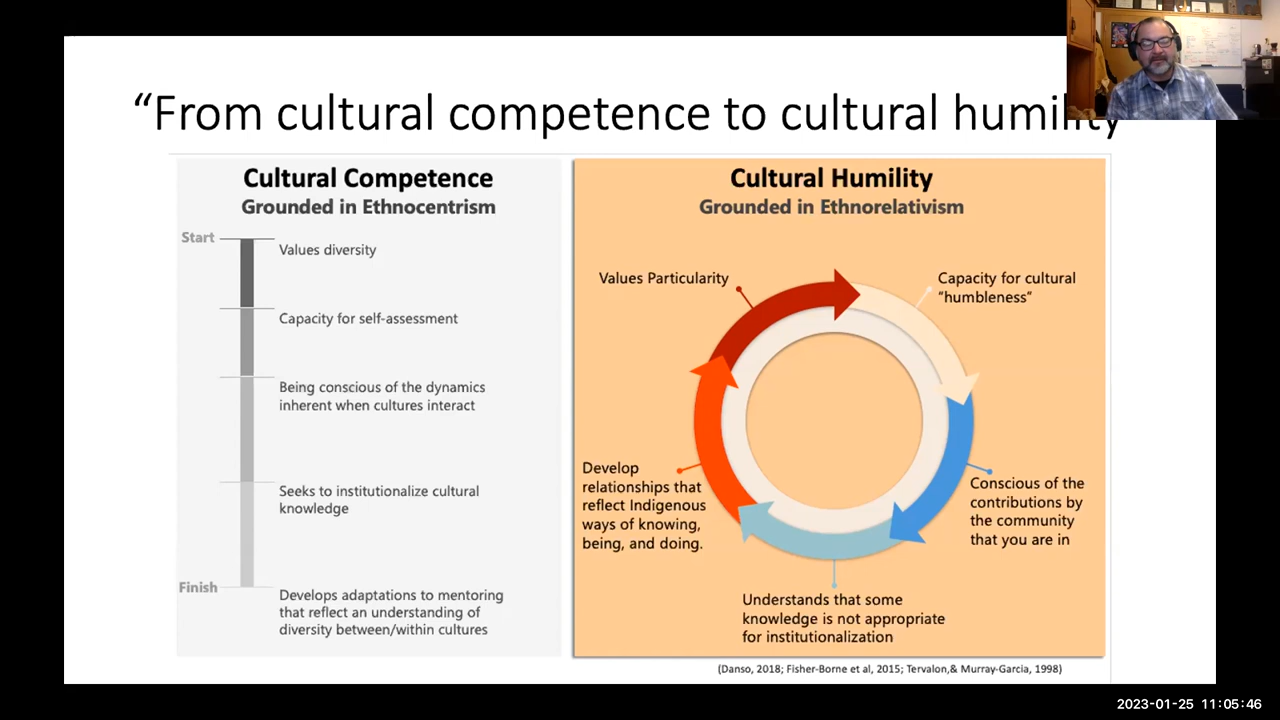 “From cultural competence to cultural humility
Cultural Competence
Grounded in Ethnocentrism
Start
Values diversity
Capacity for self-assessment
Being conscious of the dynamics
inherent when cultures interact
Seeks to institutionalize cultural
knowledge
Finish
Develops adaptations to mentoring
that reflect an understanding of
diversity between/within cultures
Cultural Humility
Grounded in Ethnorelativism
Values Particularity
Capacity for cultural
“humbleness”
Conscious of the
contributions by
the community
that you are in
Understands that some
knowledge is not appropriate
for institutionalization
Develop
relationships that
reflect Indigenous
ways of knowing,
being, and doing.
(Danso, 2018; Fisher-Borne et al, 2015; Tervalon,& Murray-Garcia, 1998)
2023-01-25 11:05:46